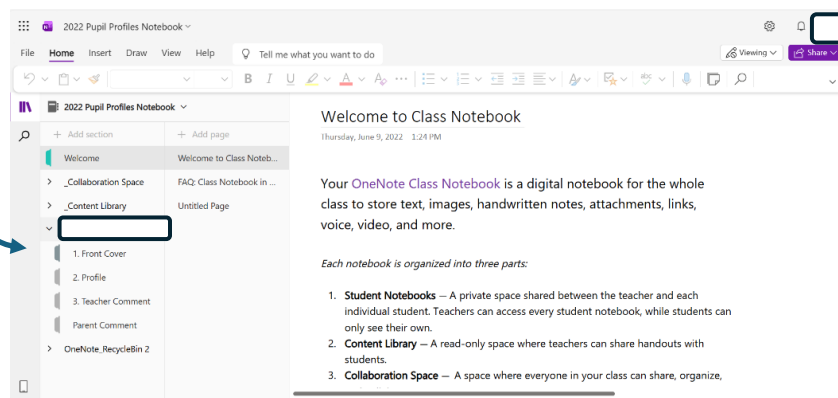 2022 Pupil Profiles Notebook
File Home Insert Draw View Help Tell me what you want to do Viewing Share
B I U A abc
2022 Pupil Profiles Notebook
+ Add section
Welcome
_Collaboration Space
_Content Library
1. Front Cover
2. Profile
3. Teacher Comment
Parent Comment
OneNote_RecycleBin 2
+ Add page
Welcome to Class Noteb...
FAQ: Class Notebook in ...
Untitled Page
Welcome to Class Notebook
Thursday, June 9, 2022 1:24 PM
Your OneNote Class Notebook is a digital notebook for the whole
class to store text, images, handwritten notes, attachments, links,
voice, video, and more.
Each notebook is organized into three parts:
1. Student Notebooks — A private space shared between the teacher and each
individual student. Teachers can access every student notebook, while students can
only see their own.
2. Content Library — A read-only space where teachers can share handouts with
students.
3. Collaboration Space — A space where everyone in your class can share, organize,